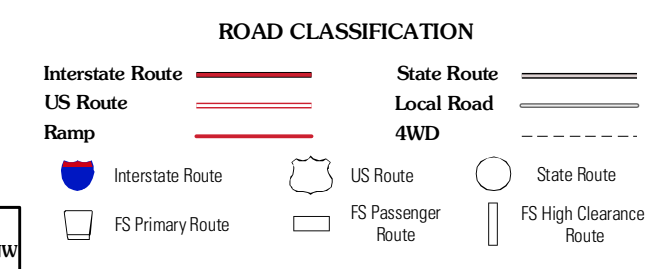 ROAD CLASSIFICATION
Interstate Route State Route
US Route Local Road
Ramp 4WD
Interstate Route US Route State Route
FS Primary Route
FS Passenger
Route
FS High Clearance
Route